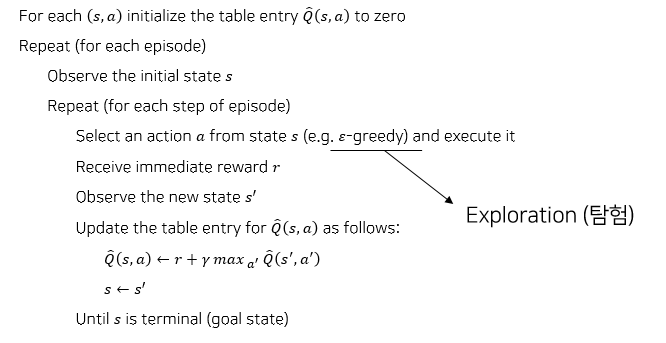 For each (s, a) initialize the table entry Q̂(s, a) to zero
Repeat (for each episode)
Observe the initial state s
Repeat (for each step of episode)
Select an action a from state s (e.g. ε-greedy) and execute it
Receive immediate reward r
Observe the new state s′
Exploration (탐험)
Update the table entry for Q̂(s, a) as follows:
Q̂(s, a) ← r + γ max a′ Q̂(s′, a′)
s ← s′
Until s is terminal (goal state)